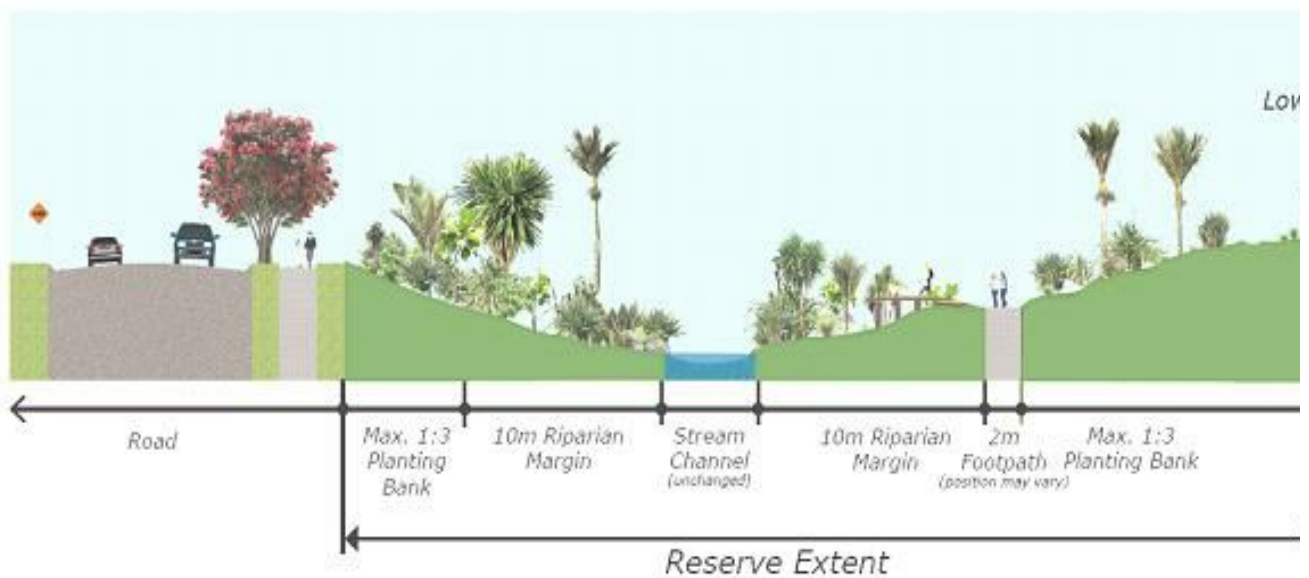 Low
Road
Max. 1:3
Planting
Bank
10m Riparian
Margin
Stream
Channel
(unchanged)
10m Riparian
Margin
2m
Footpath
(position may vary)
Max. 1:3
Planting Bank
Reserve Extent